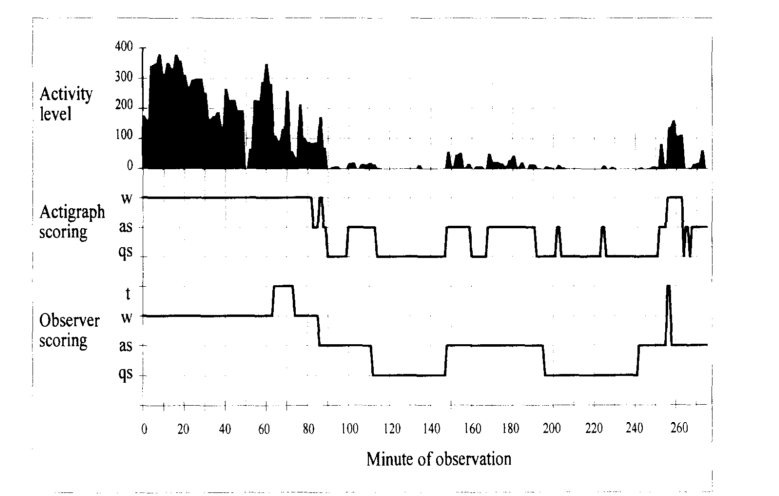 400
300
Activity
level
200
100
0
w
Actigraph
scoring
as
qs
t
w
Observer
scoring
as
qs
0 20 40 60 80 100 120 140 160 180 200 220 240 260
Minute of observation